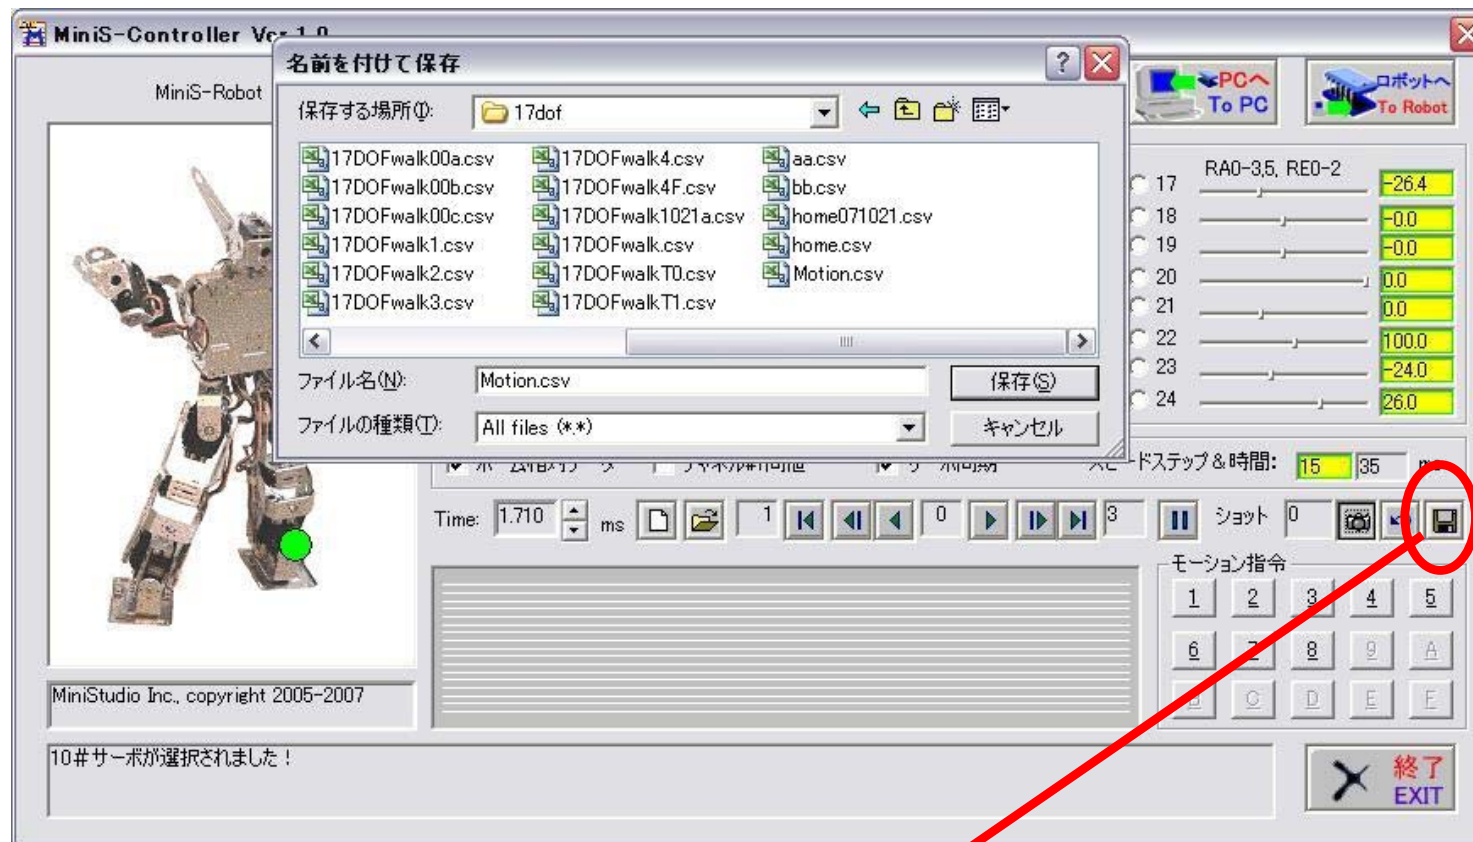 MiniS-Controller Ver 1.0
名前を付けて保存
MiniS-Robot
保存する場所(I):
17dof
PCへ
To PC
ロボットへ
To Robot
17DOFwalk00a.csv
17DOFwalk00b.csv
17DOFwalk00c.csv
17DOFwalk1.csv
17DOFwalk2.csv
17DOFwalk3.csv
17DOFwalk4.csv
17DOFwalk4F.csv
17DOFwalk1021a.csv
17DOFwalk.csv
17DOFwalkT0.csv
17DOFwalkT1.csv
aa.csv
bb.csv
home071021.csv
home.csv
Motion.csv
ファイル名(N):
Motion.csv
保存(S)
ファイルの種類(T):
All files (*.*)
キャンセル
RA0-3,5, RE0-2
17 -26.4
18 -0.0
19 -0.0
20 0.0
21 0.0
22 100.0
23 -24.0
24 26.0
ドステップ&時間: 15 35
Time: 1.710 ms 1 0 3 ショット 0
モーション指令
1 2 3 4 5
6 7 8 9 A
B C D E F
MiniStudio Inc., copyright 2005-2007
10#サーボが選択されました!
終了
EXIT